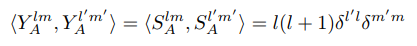 ⟨Y_A^{lm}, Y_A^{l'm'}⟩ = ⟨S_A^{lm}, S_A^{l'm'}⟩ = l(l + 1)δ^{l'l}δ^{m'm}